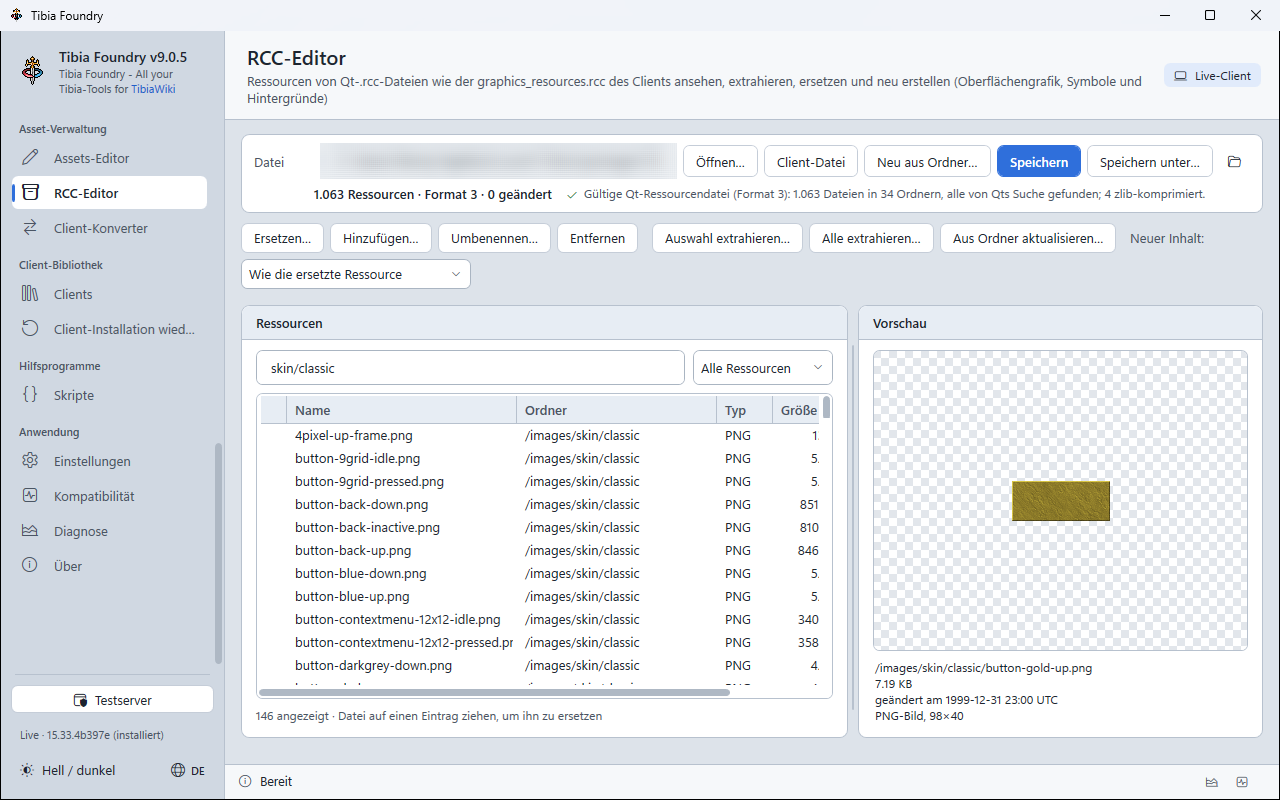 Tibia Foundry
Tibia Foundry v9.0.5
Tibia Foundry - All your
Tibia-Tools for TibiaWiki
Asset-Verwaltung
Assets-Editor
RCC-Editor
Client-Konverter
Client-Bibliothek
Clients
Client-Installation wied...
Hilfsprogramme
Skripte
Anwendung
Einstellungen
Kompatibilität
Diagnose
Über
Testserver
Live · 15.33.4b397e (installiert)
Hell / dunkel
DE
RCC-Editor
Ressourcen von Qt-.rcc-Dateien wie der graphics_resources.rcc des Clients ansehen, extrahieren, ersetzen und neu erstellen (Oberflächengrafik, Symbole und
Hintergründe)
Live-Client
Datei
Öffnen...
Client-Datei
Neu aus Ordner...
Speichern
Speichern unter...
1.063 Ressourcen · Format 3 · 0 geändert
Gültige Qt-Ressourcendatei (Format 3): 1.063 Dateien in 34 Ordnern, alle von Qts Suche gefunden; 4 zlib-komprimiert.
Ersetzen...
Hinzufügen...
Umbenennen...
Entfernen
Auswahl extrahieren...
Alle extrahieren...
Aus Ordner aktualisieren...
Neuer Inhalt:
Wie die ersetzte Ressource
Ressourcen
skin/classic
Alle Ressourcen
Name Ordner Typ Größe
4pixel-up-frame.png /images/skin/classic PNG 1.
button-9grid-idle.png /images/skin/classic PNG 5.
button-9grid-pressed.png /images/skin/classic PNG 5.
button-back-down.png /images/skin/classic PNG 851
button-back-inactive.png /images/skin/classic PNG 810
button-back-up.png /images/skin/classic PNG 846
button-blue-down.png /images/skin/classic PNG 5.
button-blue-up.png /images/skin/classic PNG 5.
button-contextmenu-12x12-idle.png /images/skin/classic PNG 340
button-contextmenu-12x12-pressed.pr /images/skin/classic PNG 358
button-darkgrey-down.png /images/skin/classic PNG 4.
146 angezeigt · Datei auf einen Eintrag ziehen, um ihn zu ersetzen
Vorschau
/images/skin/classic/button-gold-up.png
7.19 KB
geändert am 1999-12-31 23:00 UTC
PNG-Bild, 98×40
Bereit